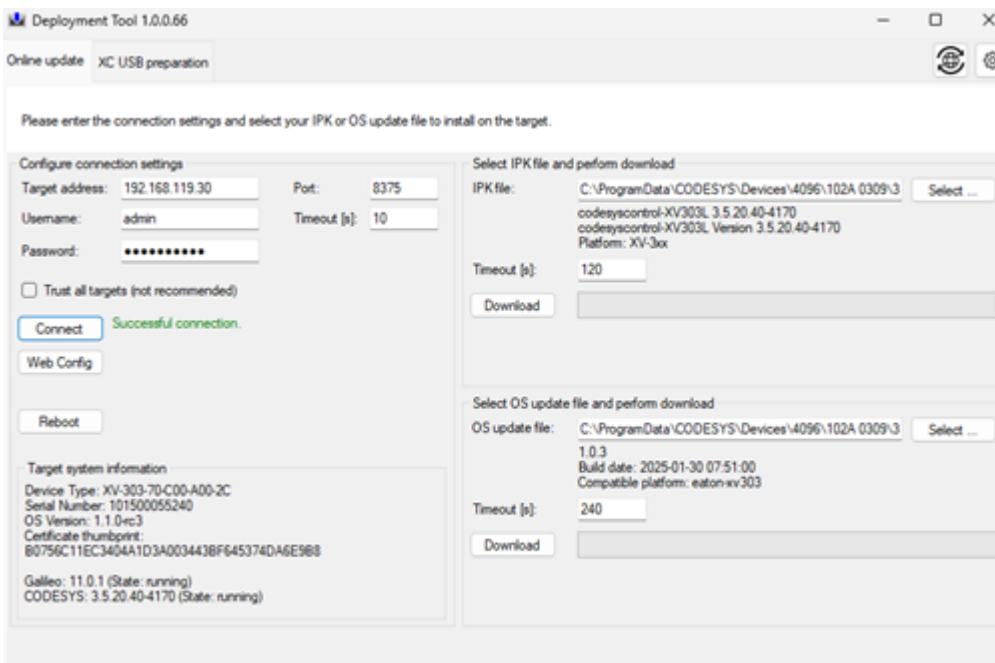 Deployment Tool 1.0.0.66
Online update XC USB preparation
Please enter the connection settings and select your IPK or OS update file to install on the target.
Configure connection settings
Target address: 192.168.119.30 Port: 8375
Username: admin Timeout [s]: 10
Password: ●●●●●●●●●●
Trust all targets (not recommended)
Connect Successful connection.
Web Config
Reboot
Target system information
Device Type: XV-303-70-C00-A00-2C
Serial Number: 101500055240
OS Version: 1.1.0-rc3
Certificate thumbprint:
B0756C11EC3404A1D3A003443BF645374DA6E9B8
Galileo: 11.0.1 (State: running)
CODESYS: 3.5.20.40-4170 (State: running)
Select IPK file and perform download
IPK file: C:\ProgramData\CODESYS\Devices\4096\102A 0309\3 Select ...
codesyscontrol-XV303L 3.5.20.40-4170
codesyscontrol-XV303L Version 3.5.20.40-4170
Platform: XV-3xx
Timeout [s]: 120
Download
Select OS update file and perform download
OS update file: C:\ProgramData\CODESYS\Devices\4096\102A 0309\3 Select ...
1.0.3
Build date: 2025-01-30 07:51:00
Compatible platform: eaton-xv303
Timeout [s]: 240
Download